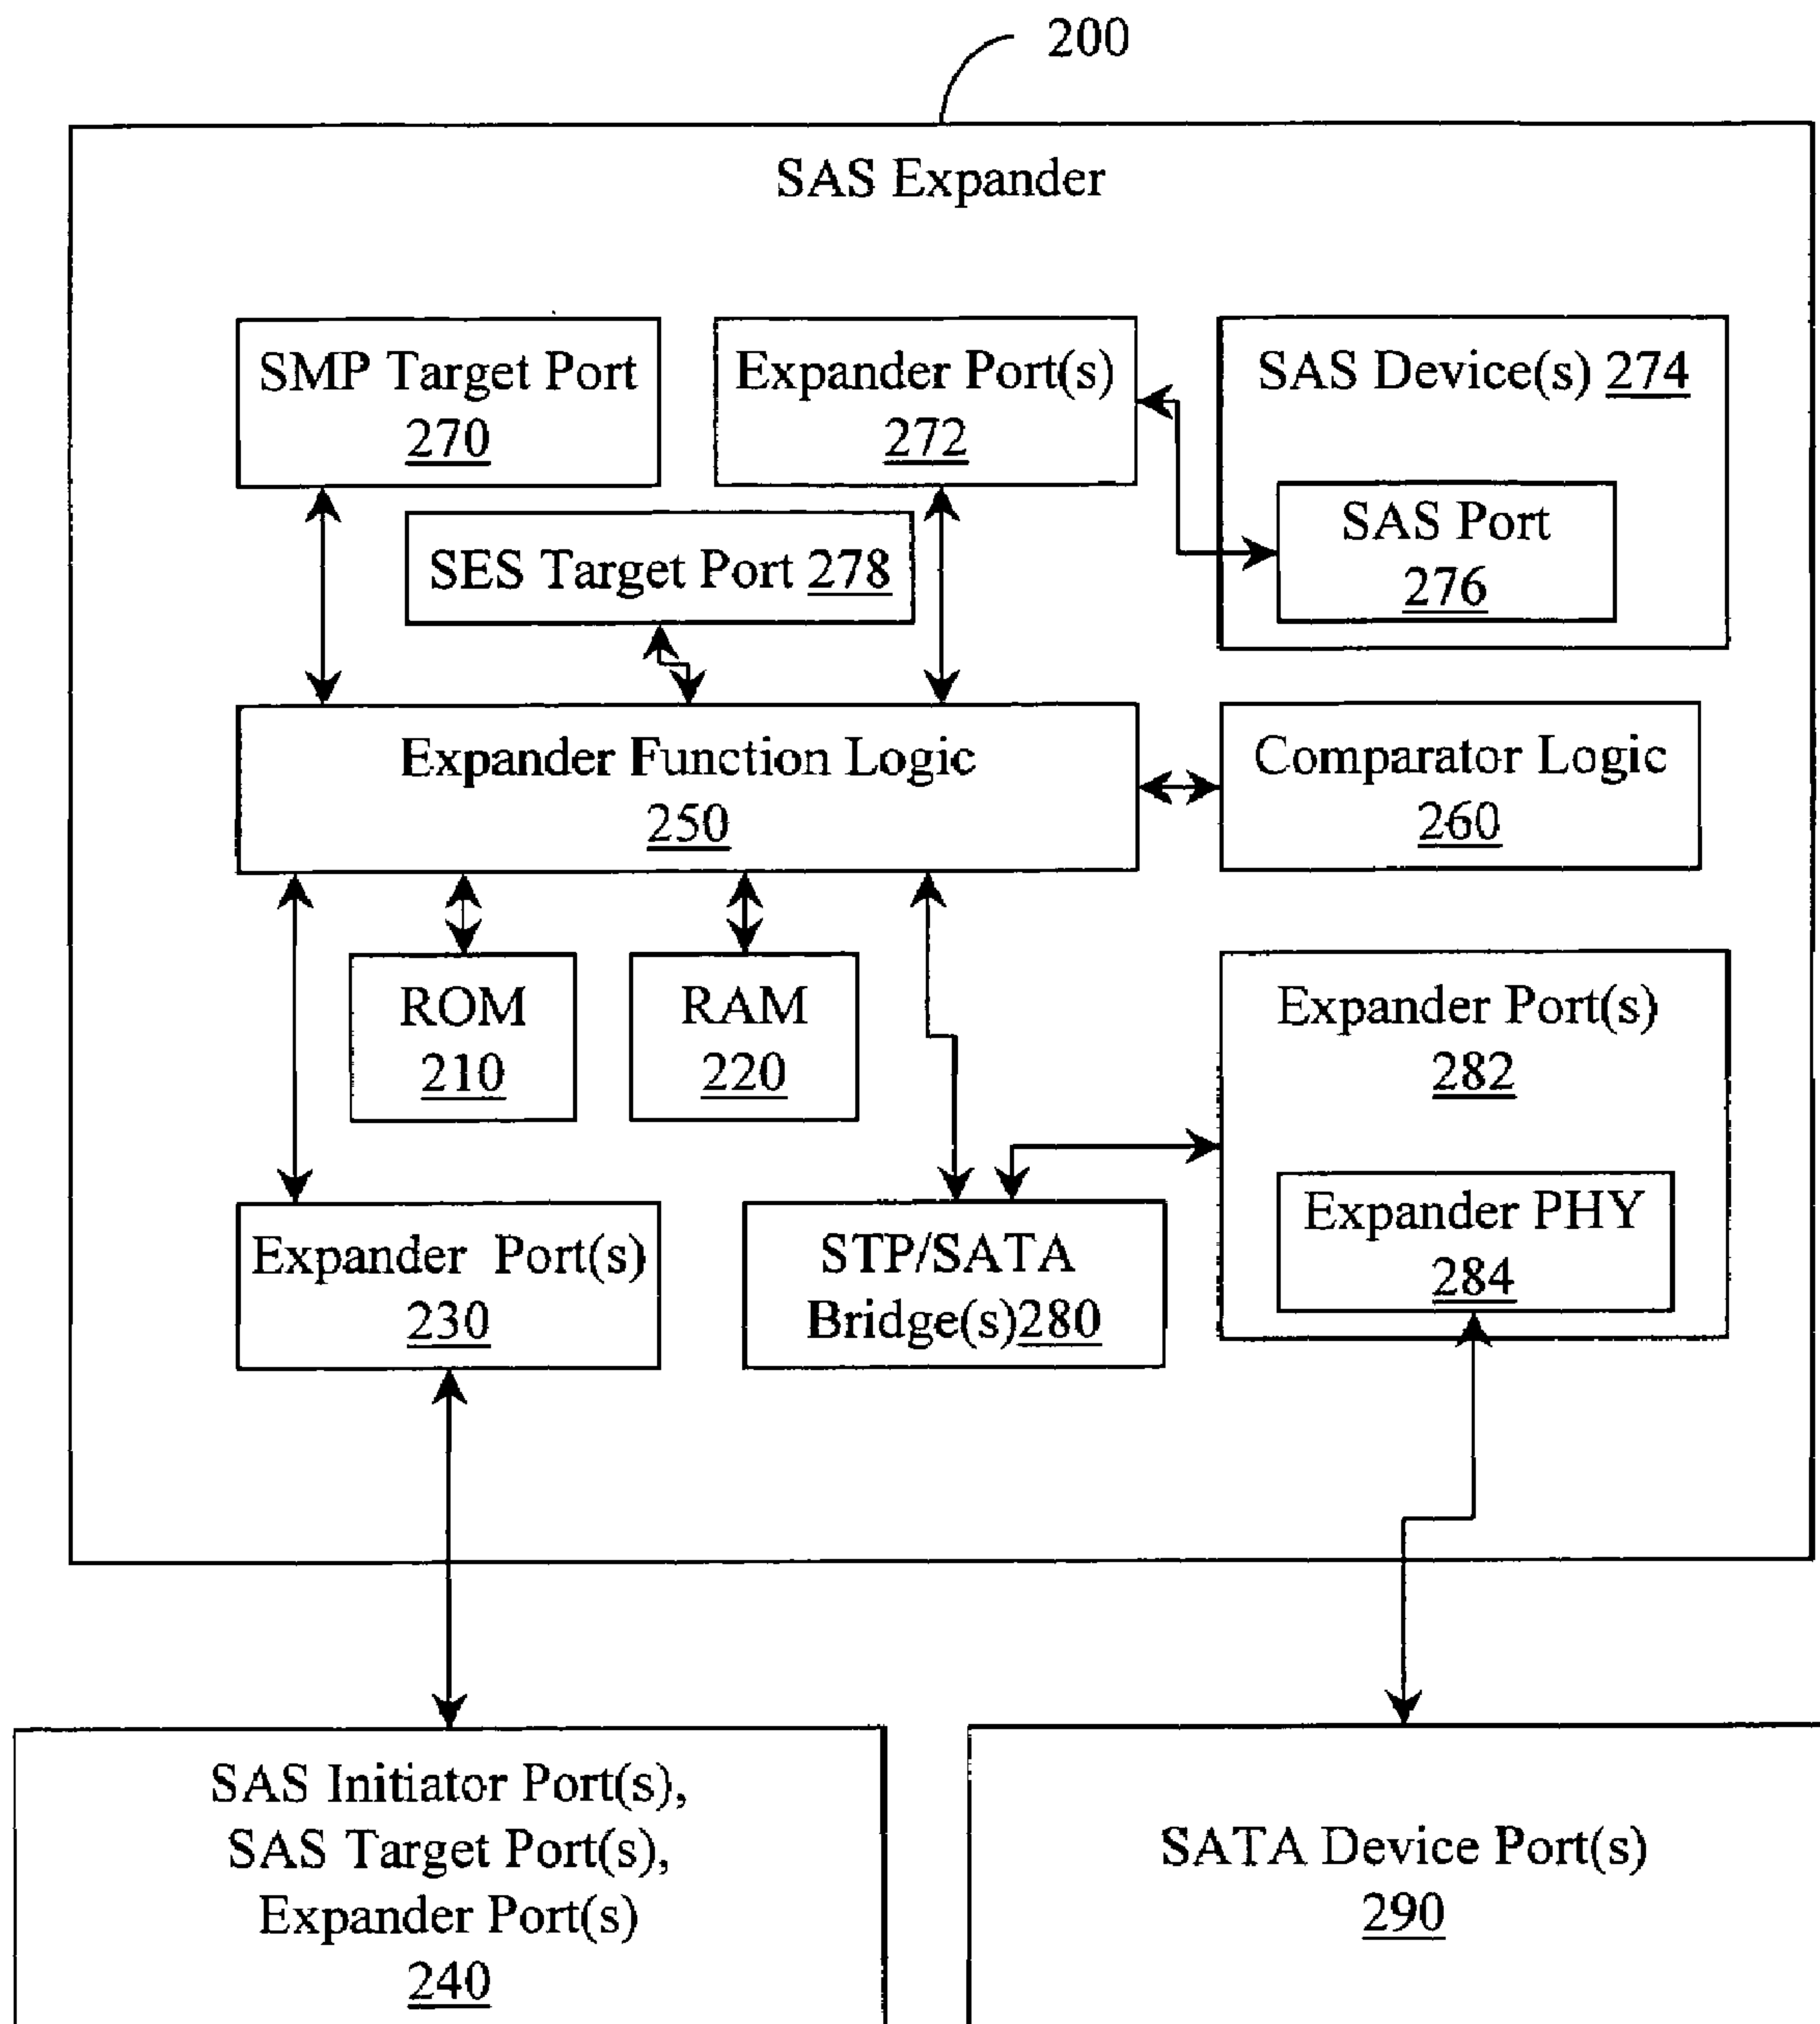 200
SAS Expander
SMP Target Port
270
Expander Port(s)
272
SAS Device(s) 274
SAS Port
276
SES Target Port 278
Expander Function Logic
250
Comparator Logic
260
ROM
210
RAM
220
Expander Port(s)
282
Expander PHY
284
Expander Port(s)
230
STP/SATA
Bridge(s)280
SAS Initiator Port(s),
SAS Target Port(s),
Expander Port(s)
240
SATA Device Port(s)
290